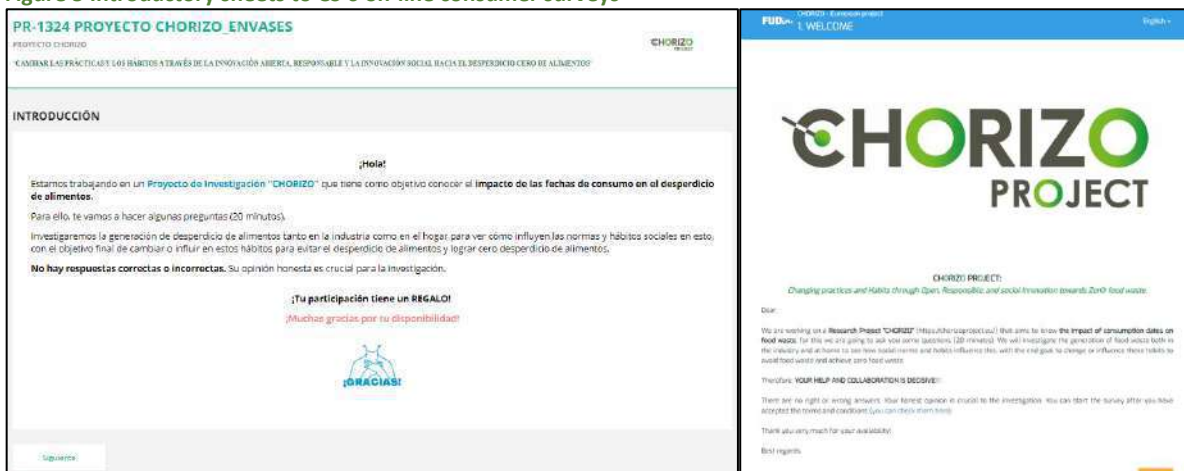 PR-1324 PROYECTO CHORIZO_ENVASES
PROYECTO CHORIZO
"CAMBIAR LAS PRÁCTICAS Y LOS HÁBITOS A TRAVÉS DE LA INNOVACIÓN ABIERTA, RESPONSABLE Y LA INNOVACIÓN SOCIAL HACIA EL DESPERDICIO CERO DE ALIMENTOS"
CHORIZO
PROJECT
INTRODUCCIÓN
¡Hola!
Estamos trabajando en un Proyecto de Investigación "CHORIZO" que tiene como objetivo conocer el impacto de las fechas de consumo en el desperdicio
de alimentos.
Para ello, te vamos a hacer algunas preguntas (20 minutos).
Investigaremos la generación de desperdicio de alimentos tanto en la industria como en el hogar para ver cómo influyen las normas y hábitos sociales en esto,
con el objetivo final de cambiar o influir en estos hábitos para evitar el desperdicio de alimentos y lograr cero desperdicio de alimentos.
No hay respuestas correctas o incorrectas. Su opinión honesta es crucial para la investigación.
¡Tu participación tiene un REGALO!
¡Muchas gracias por tu disponibilidad!
¡GRACIAS!
Siguiente
CHORIZO - European project
1. WELCOME
English
CHORIZO
PROJECT
CHORIZO PROJECT:
Changing practices and Habits through Open, Responsible, and social Innovation towards ZerO food waste.
Dear,
We are working on a Research Project "CHORIZO" (https://chorizoproject.eu/) that aims to know the impact of consumption dates on
food waste. For this we are going to ask you some questions (20 minutes). We will investigate the generation of food waste both in
the industry and at home to see how social norms and habits influence this, with the end goal to change or influence these habits to
avoid food waste and achieve zero food waste.
Therefore, YOUR HELP AND COLLABORATION IS DECISIVE!!
There are no right or wrong answers. Your honest opinion is crucial to the investigation. You can start the survey after you have
accepted the terms and conditions (you can check them here)
Thank you very much for your availability!
Best regards,